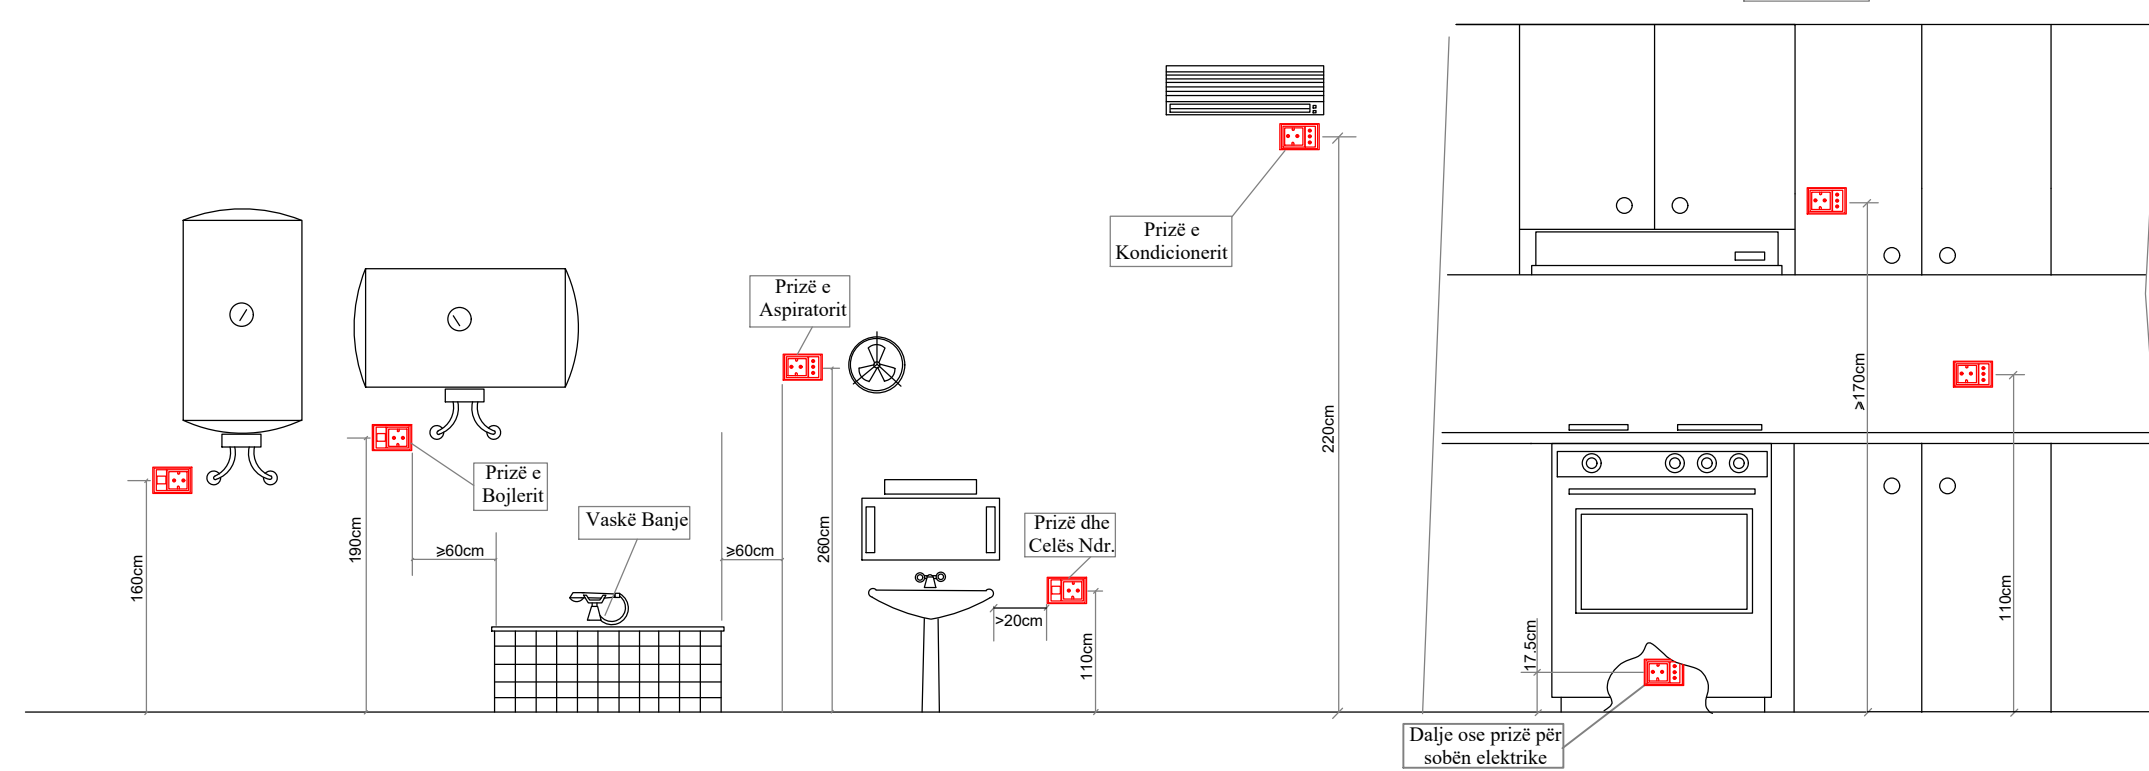 Prizë e
Kondicionerit
Prizë e
Aspiratorit
Prizë e
Bojlerit
Vaskë Banje
Prizë dhe
Celës Ndr.
Dalje ose prizë për
sobën elektrike
160cm
190cm
⩾60cm
⩾60cm
260cm
>20cm
110cm
220cm
17.5cm
⩾170cm
110cm